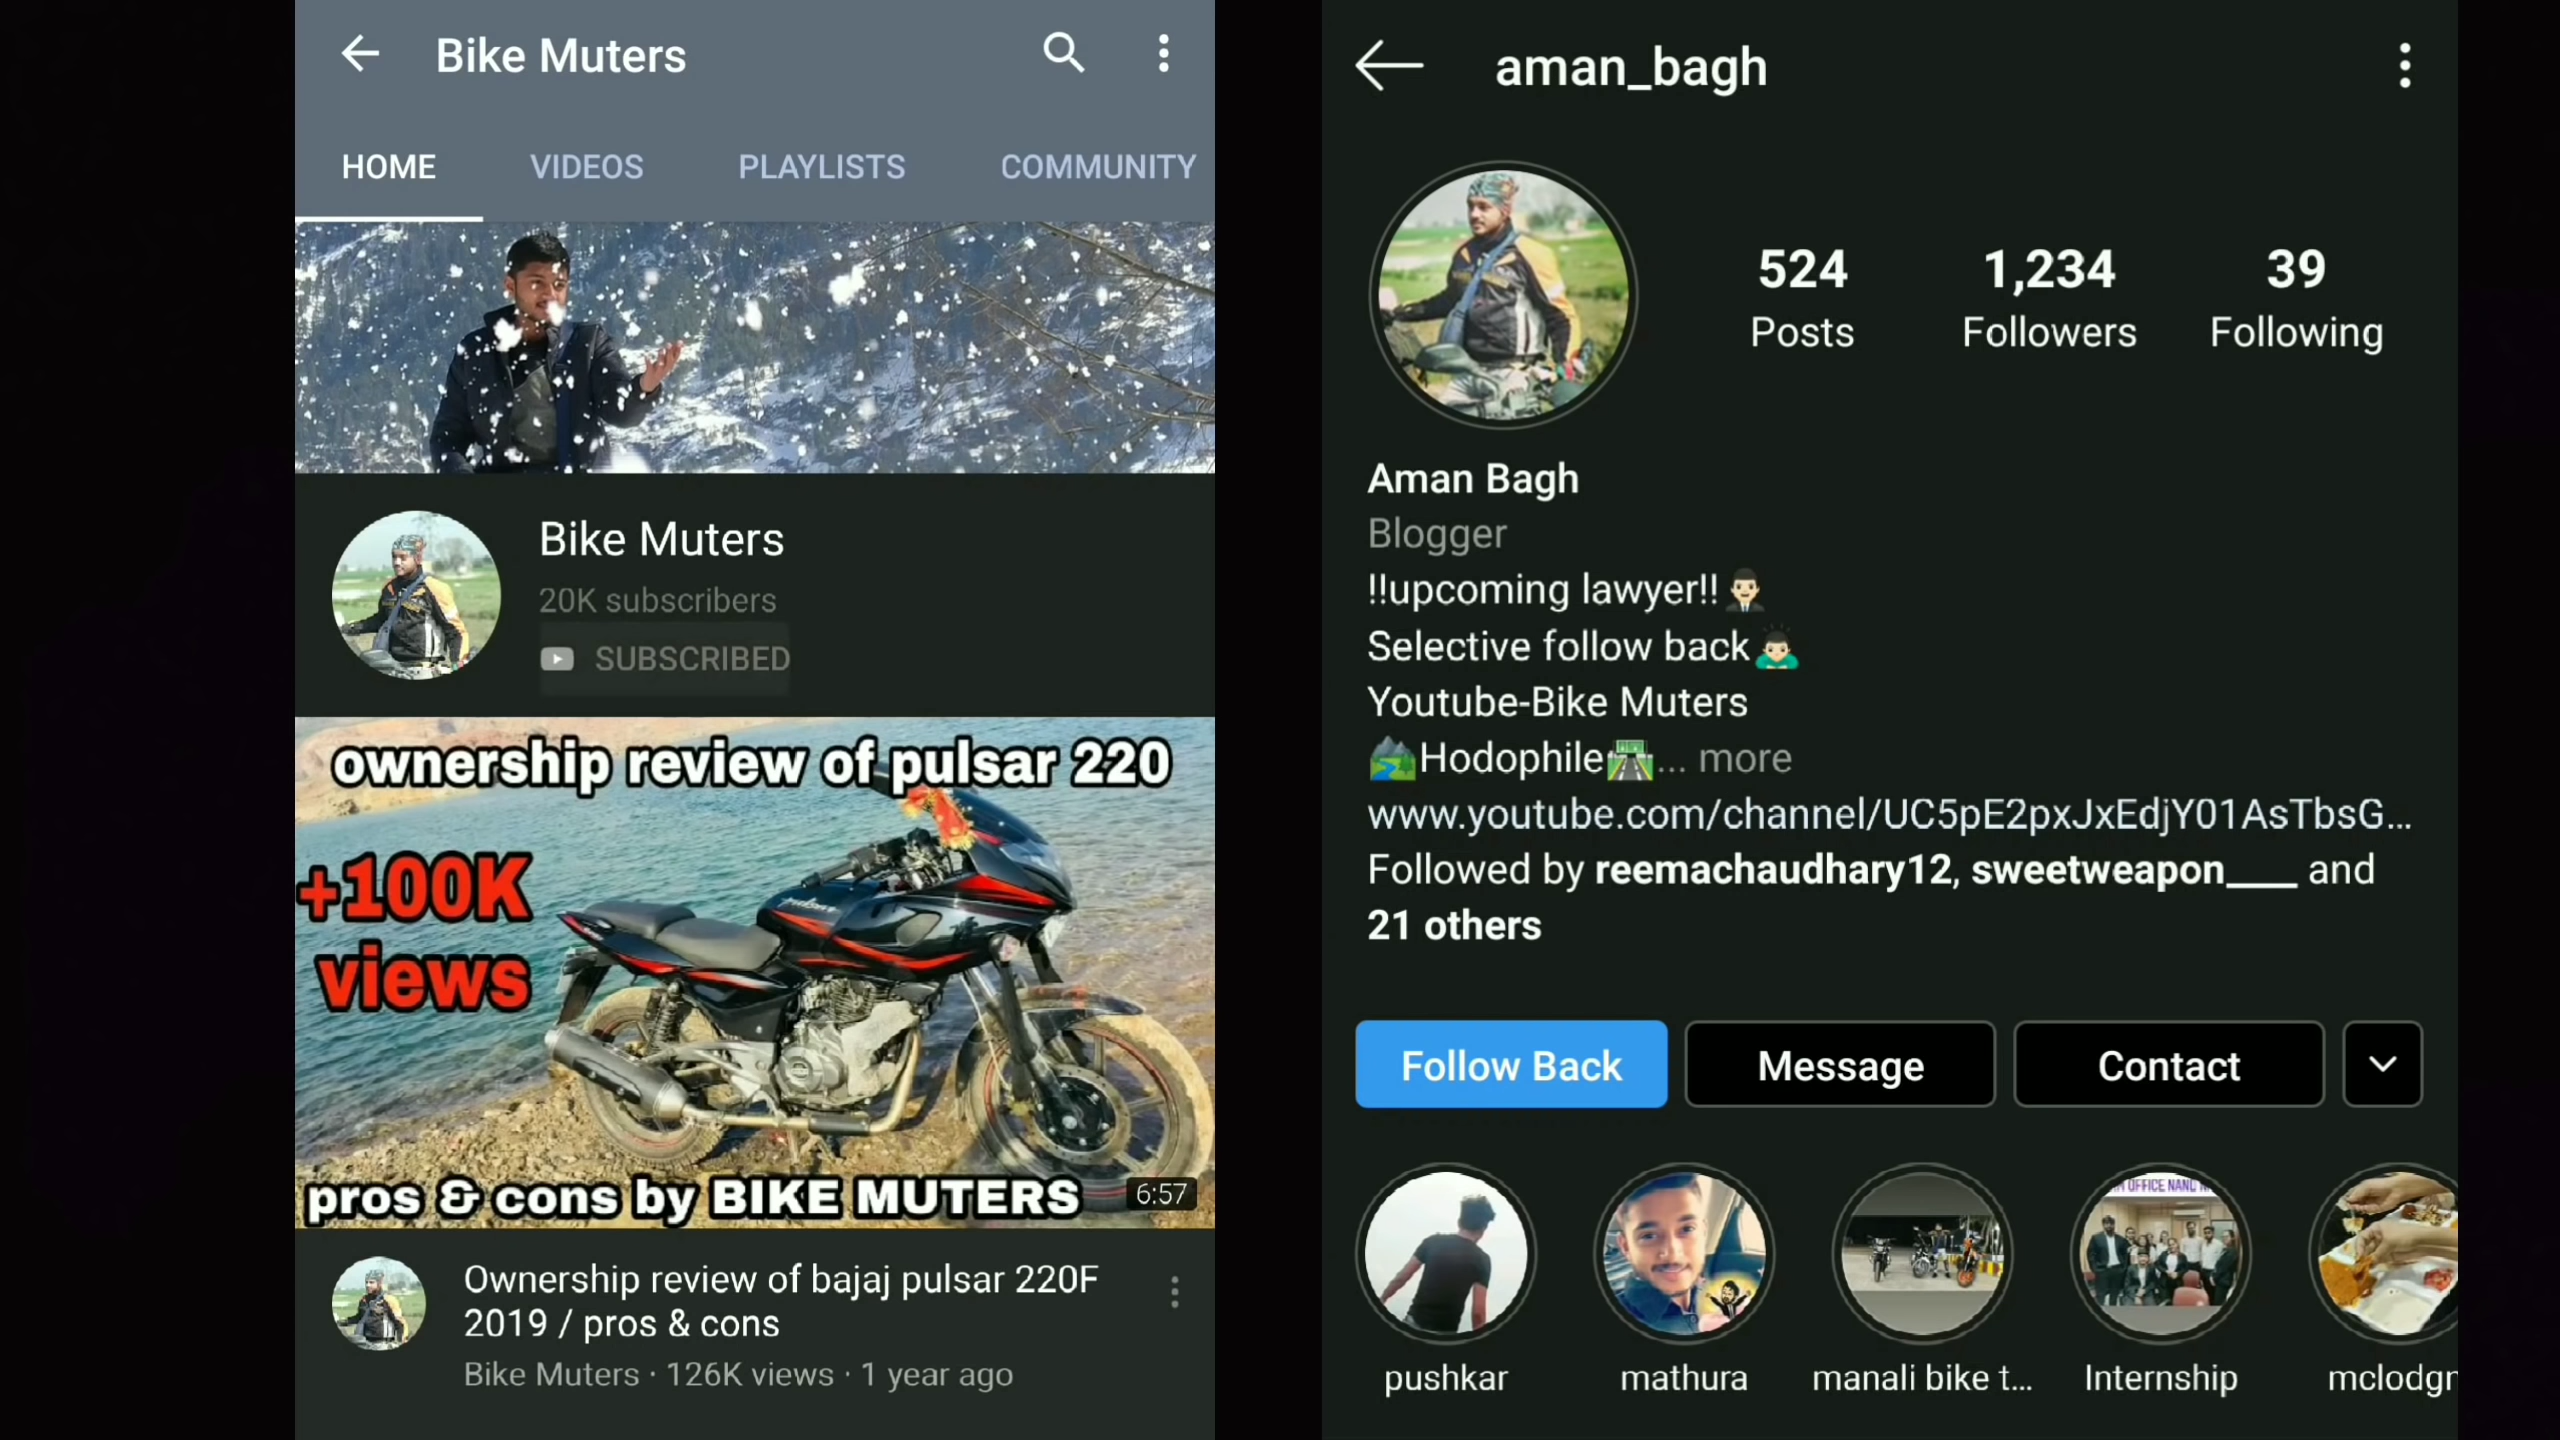 Bike Muters
HOME VIDEOS PLAYLISTS COMMUNITY
Bike Muters
20K subscribers
SUBSCRIBED
ownership review of pulsar 220
+100K
views
pros & cons by BIKE MUTERS
6:57
Ownership review of bajaj pulsar 220F
2019 / pros & cons
Bike Muters · 126K views · 1 year ago
aman_bagh
524 1,234 39
Posts Followers Following
Aman Bagh
Blogger
!!upcoming lawyer!!
Selective follow back
Youtube-Bike Muters
Hodophile... more
www.youtube.com/channel/UC5pE2pxJxEdjY01AsTbsG...
Followed by reemachaudhary12, sweetweapon____ and
21 others
Follow Back Message Contact
OFFICE NAND
pushkar mathura manali bike t... Internship mclodgr